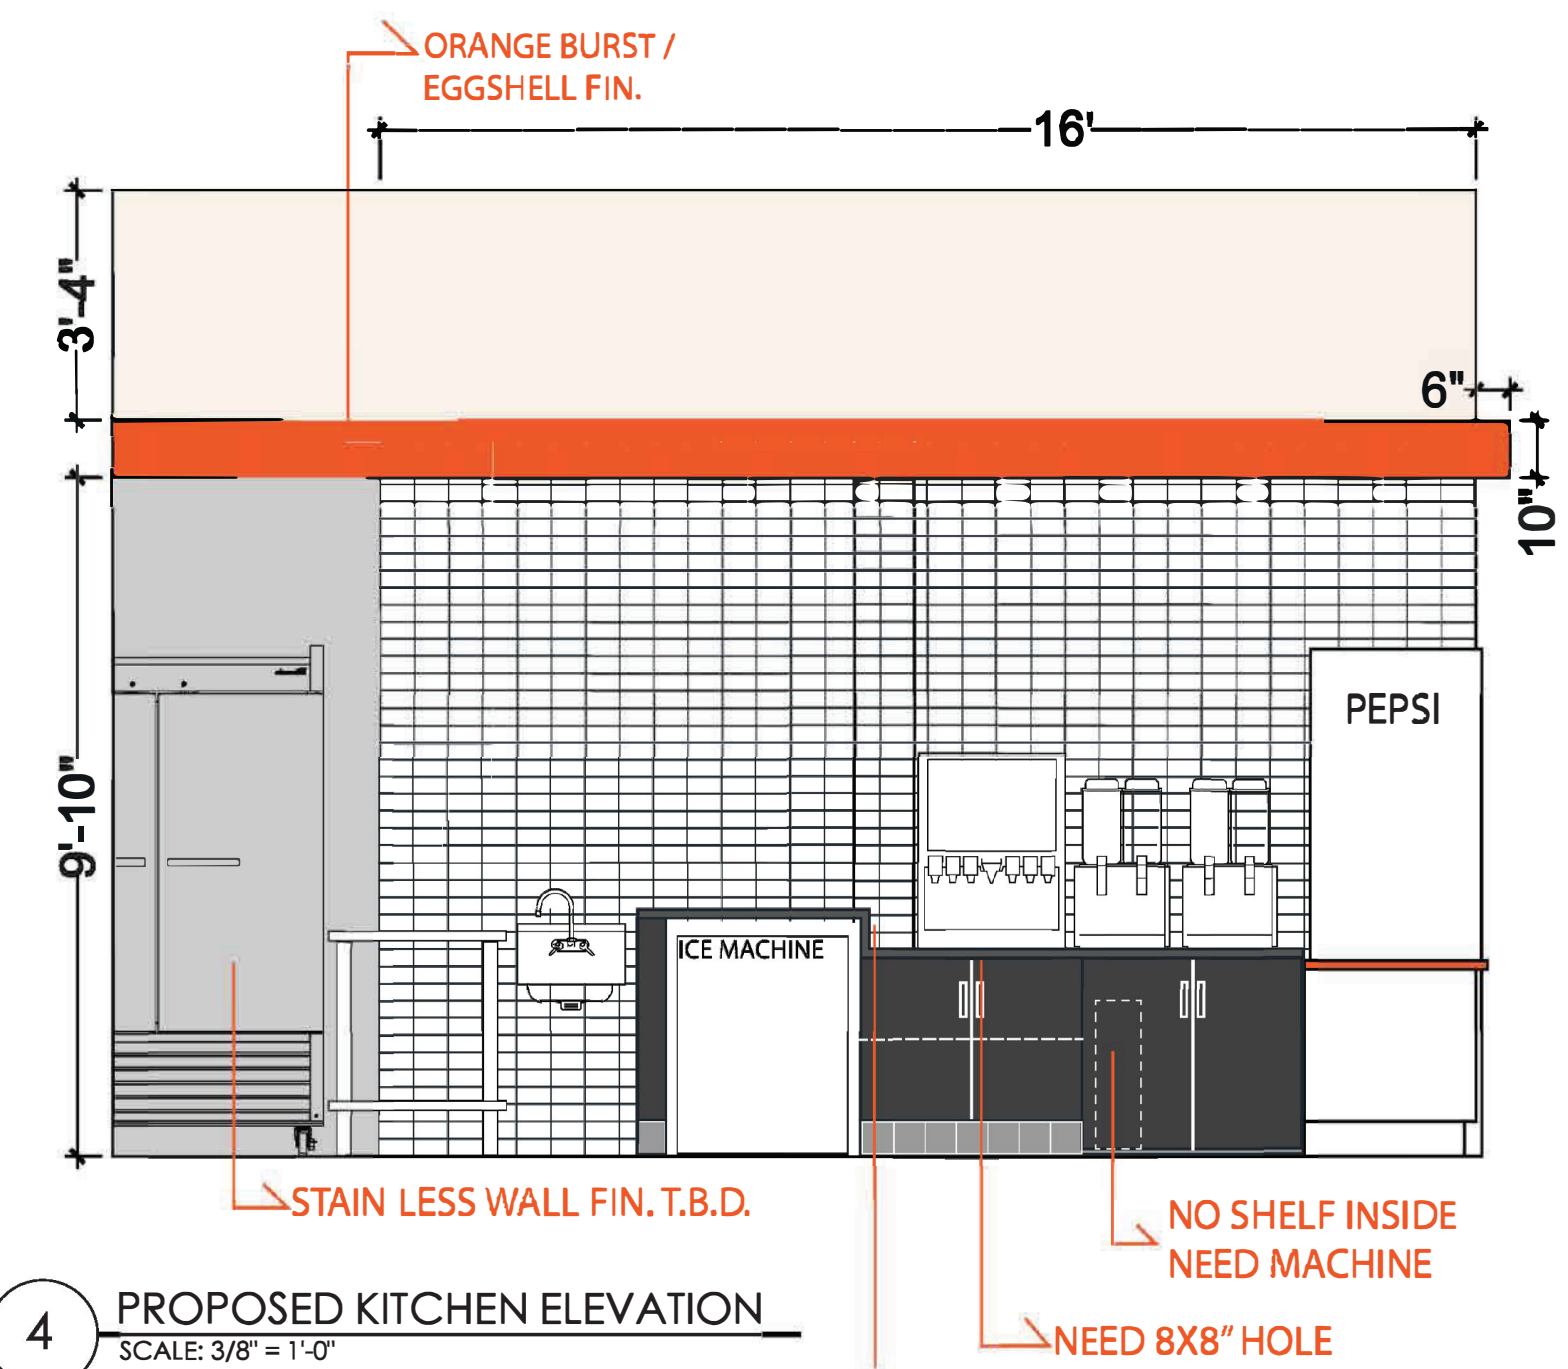 ORANGE BURST /
EGGSHELL FIN.
16'
3'-4"
6"
10"
9'-10"
PEPSI
ICE MACHINE
STAIN LESS WALL FIN. T.B.D.
NO SHELF INSIDE
NEED MACHINE
NEED 8X8" HOLE
4
PROPOSED KITCHEN ELEVATION
SCALE: 3/8" = 1'-0"